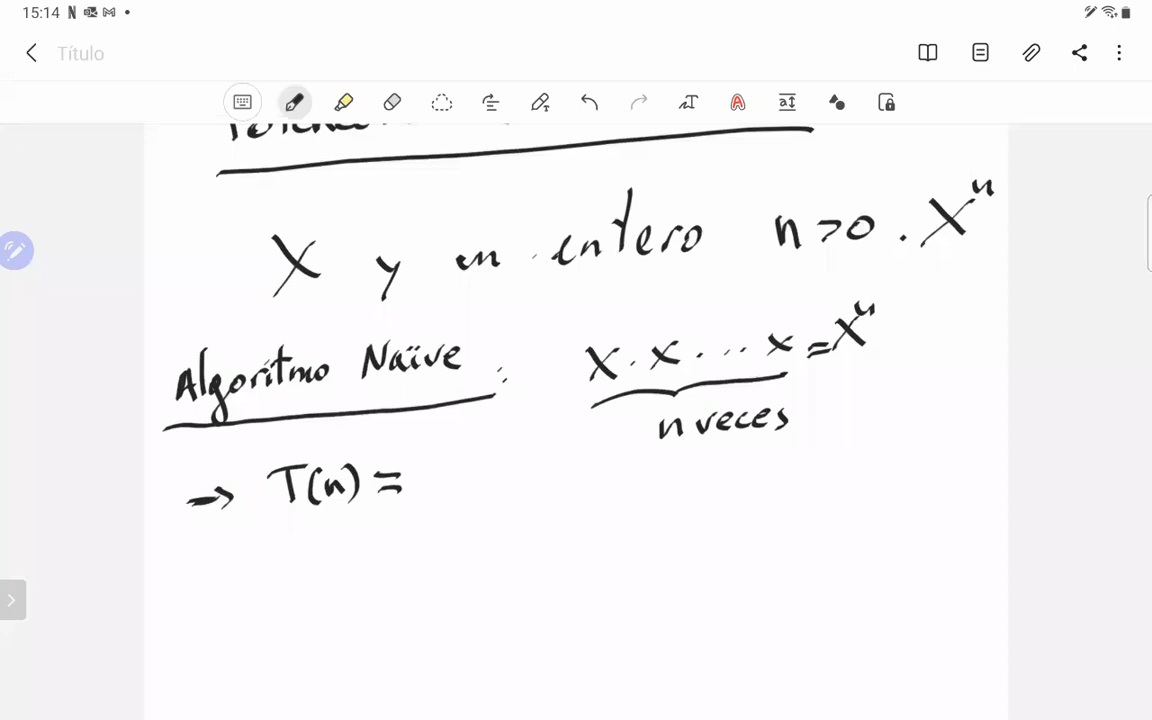 15:14
Título
X y un entero n>0 . X^n
Algoritmo Naïve : X · X · ... x = X^n
n veces
→ T(n) =